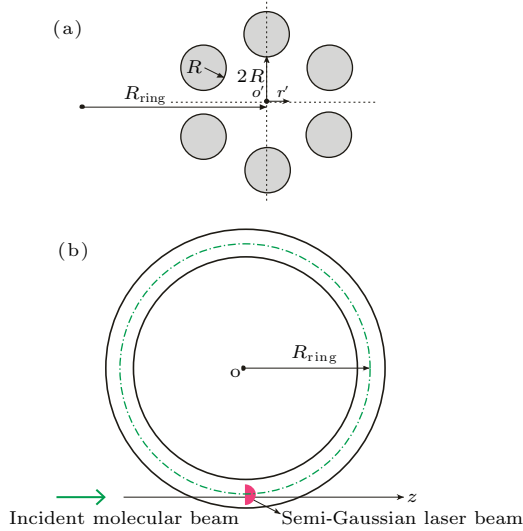 (a)
R
2R
R_ring
o′
r′
(b)
R_ring
o
z
Incident molecular beam
Semi-Gaussian laser beam